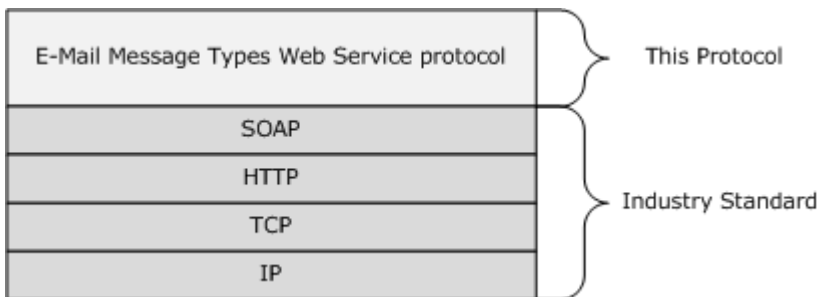 E-Mail Message Types Web Service protocol
This Protocol
SOAP
HTTP
TCP
IP
Industry Standard